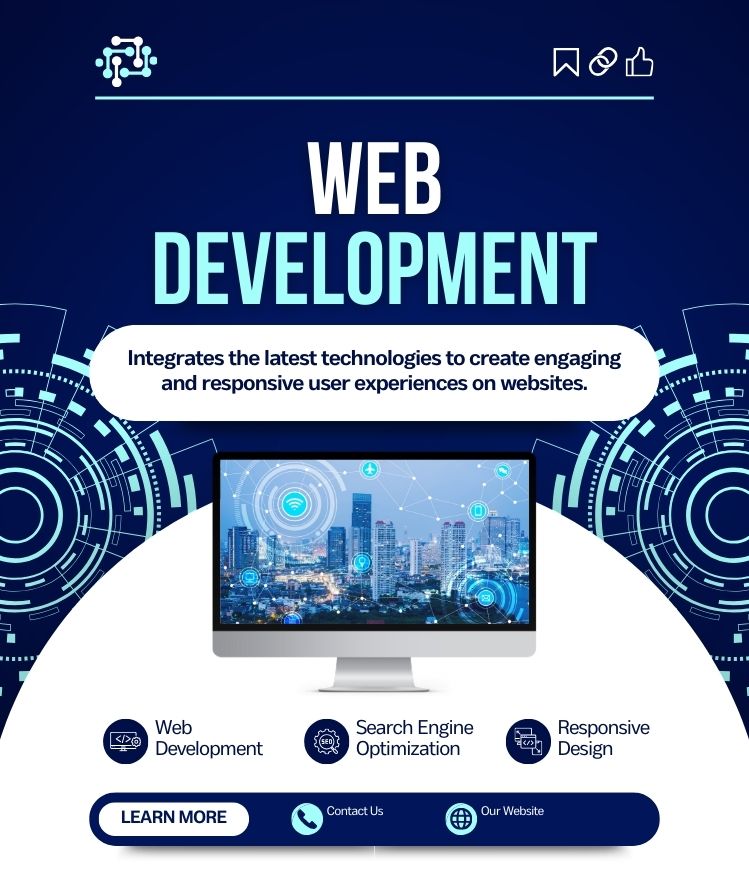 WEB
DEVELOPMENT
Integrates the latest technologies to create engaging
and responsive user experiences on websites.
Web
Development
SEO
Search Engine
Optimization
Responsive
Design
LEARN MORE
Contact Us
Our Website